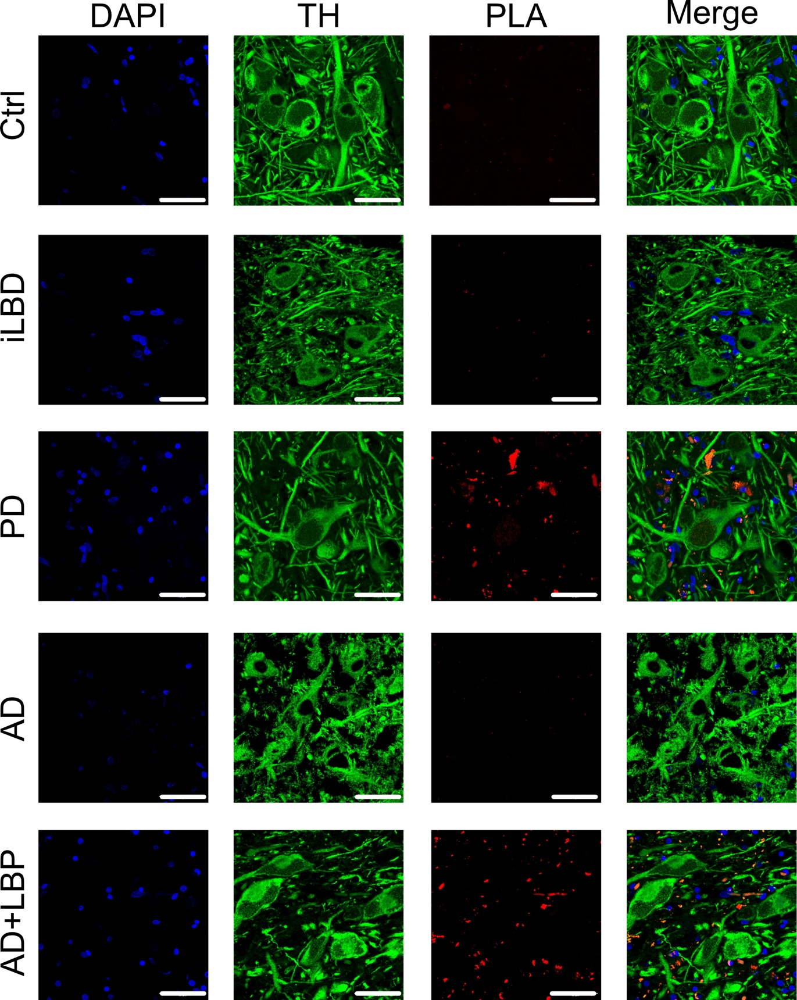 DAPI TH PLA Merge
Ctrl
iLBD
PD
AD
AD+LBP